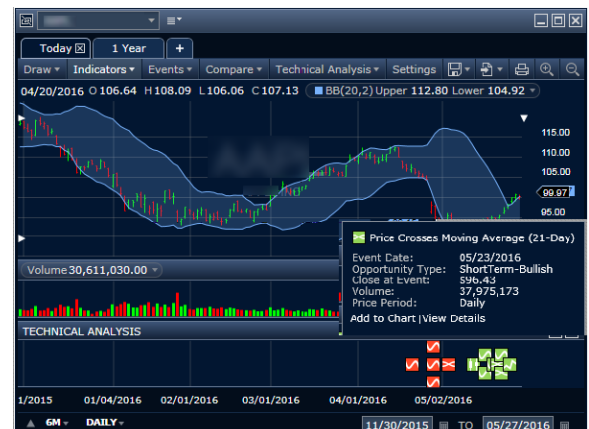 Today 1 Year +
Draw Indicators Events Compare Technical Analysis Settings
04/20/2016 O 106.64 H 108.09 L 106.06 C 107.13 BB(20,2) Upper 112.80 Lower 104.92
115.00
110.00
105.00
99.97
95.00
Price Crosses Moving Average (21-Day)
Event Date: 05/23/2016
Opportunity Type: ShortTerm-Bullish
Close at Event: $96.43
Volume: 37,975,173
Price Period: Daily
Add to Chart | View Details
Volume 30,611,030.00
TECHNICAL ANALYSIS
1/2015 01/04/2016 02/01/2016 03/01/2016 04/01/2016 05/02/2016
6M DAILY 11/30/2015 TO 05/27/2016